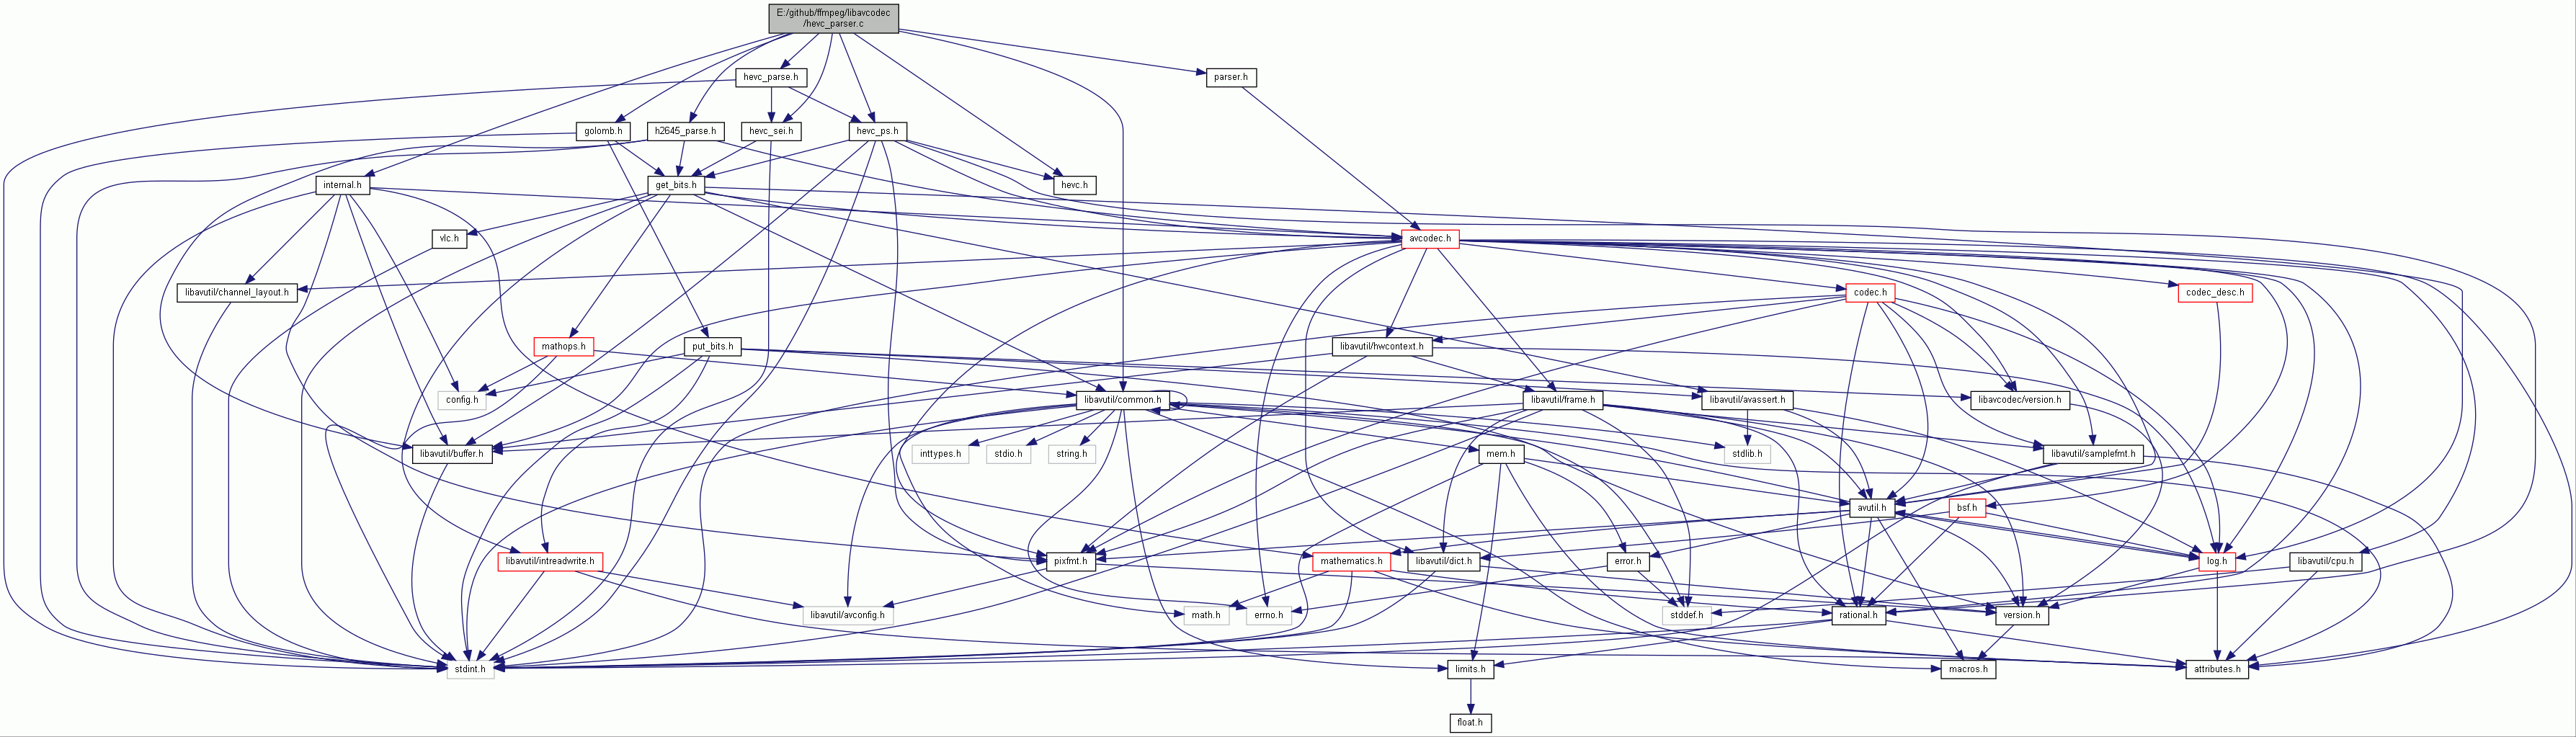 E:/github/ffmpeg/libavcodec
/hevc_parser.c
hevc_parse.h
parser.h
golomb.h
h2645_parse.h
hevc_sei.h
hevc_ps.h
internal.h
get_bits.h
hevc.h
vlc.h
avcodec.h
libavutil/channel_layout.h
codec.h
codec_desc.h
mathops.h
put_bits.h
libavutil/hwcontext.h
config.h
libavutil/common.h
libavutil/frame.h
libavutil/avassert.h
libavcodec/version.h
libavutil/buffer.h
inttypes.h
stdio.h
string.h
mem.h
stdlib.h
libavutil/samplefmt.h
avutil.h
bsf.h
libavutil/intreadwrite.h
pixfmt.h
mathematics.h
libavutil/dict.h
error.h
log.h
libavutil/cpu.h
libavutil/avconfig.h
math.h
errno.h
stddef.h
rational.h
version.h
stdint.h
limits.h
macros.h
attributes.h
float.h